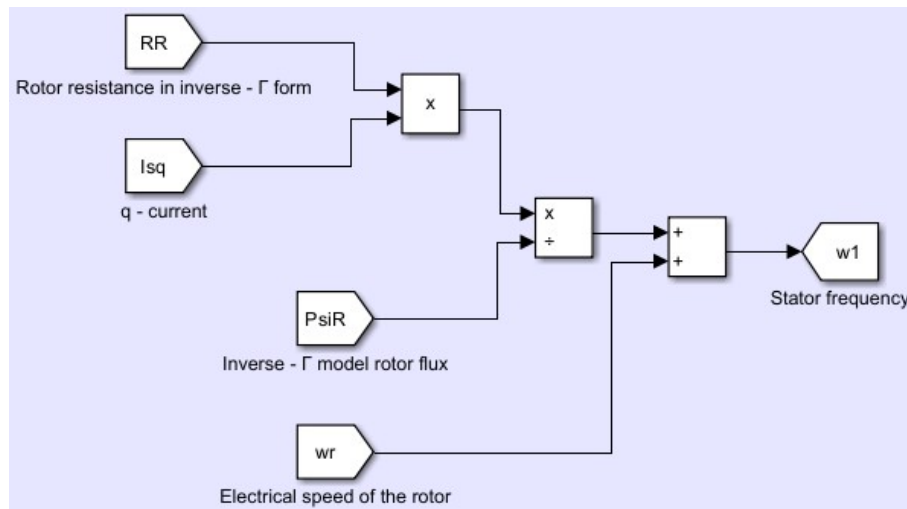 RR
Rotor resistance in inverse - Γ form
x
Isq
q - current
x
÷
+
+
w1
Stator frequency
PsiR
Inverse - Γ model rotor flux
wr
Electrical speed of the rotor